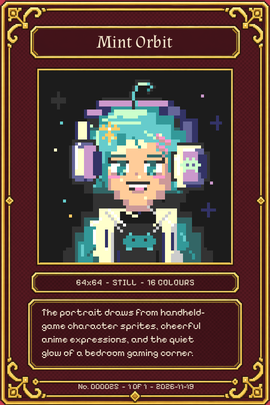 Mint Orbit
64x64 - STILL - 16 COLOURS
The portrait draws from handheld-
game character sprites, cheerful
anime expressions, and the quiet
glow of a bedroom gaming corner.
No. 000025 - 1 OF 1 - 2026-11-19